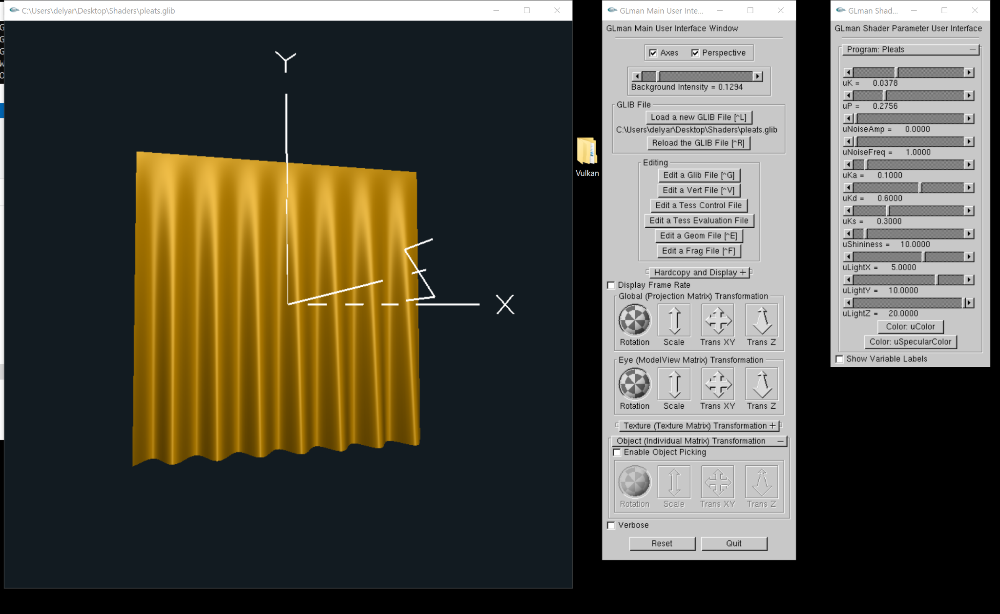 C:\Users\delyar\Desktop\Shaders\pleats.glib
Y
X
Z
Vulkan
GLman Main User Inte...
GLman Main User Interface Window
Axes Perspective
Background Intensity = 0.1294
GLIB File
Load a new GLIB File [^L]
C:\Users\delyar\Desktop\Shaders\pleats.glib
Reload the GLIB File [^R]
Editing
Edit a Glib File [^G]
Edit a Vert File [^V]
Edit a Tess Control File
Edit a Tess Evaluation File
Edit a Geom File [^E]
Edit a Frag File [^F]
Hardcopy and Display +
Display Frame Rate
Global (Projection Matrix) Transformation
Rotation Scale Trans XY Trans Z
Eye (ModelView Matrix) Transformation
Rotation Scale Trans XY Trans Z
Texture (Texture Matrix) Transformation +
Object (Individual Matrix) Transformation −
Enable Object Picking
Rotation Scale Trans XY Trans Z
Verbose
Reset Quit
GLman Shad...
GLman Shader Parameter User Interface
Program: Pleats −
uK = 0.0378
uP = 0.2756
uNoiseAmp = 0.0000
uNoiseFreq = 1.0000
uKa = 0.1000
uKd = 0.6000
uKs = 0.3000
uShininess = 10.0000
uLightX = 5.0000
uLightY = 10.0000
uLightZ = 20.0000
Color: uColor
Color: uSpecularColor
Show Variable Labels